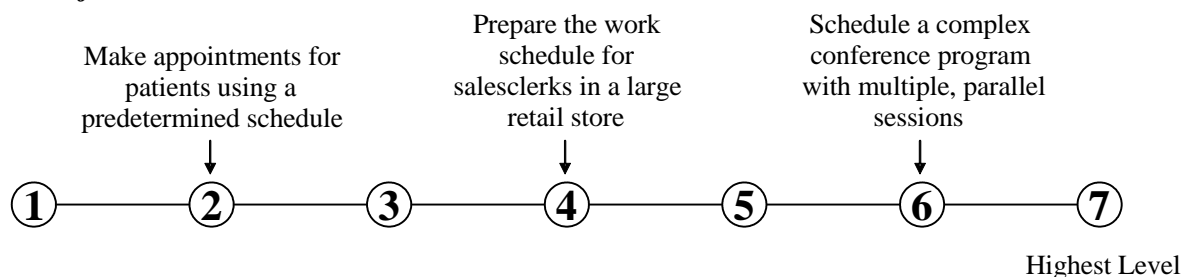 Make appointments for
patients using a
predetermined schedule
Prepare the work
schedule for
salesclerks in a large
retail store
Schedule a complex
conference program
with multiple, parallel
sessions
1 2 3 4 5 6 7
Highest Level